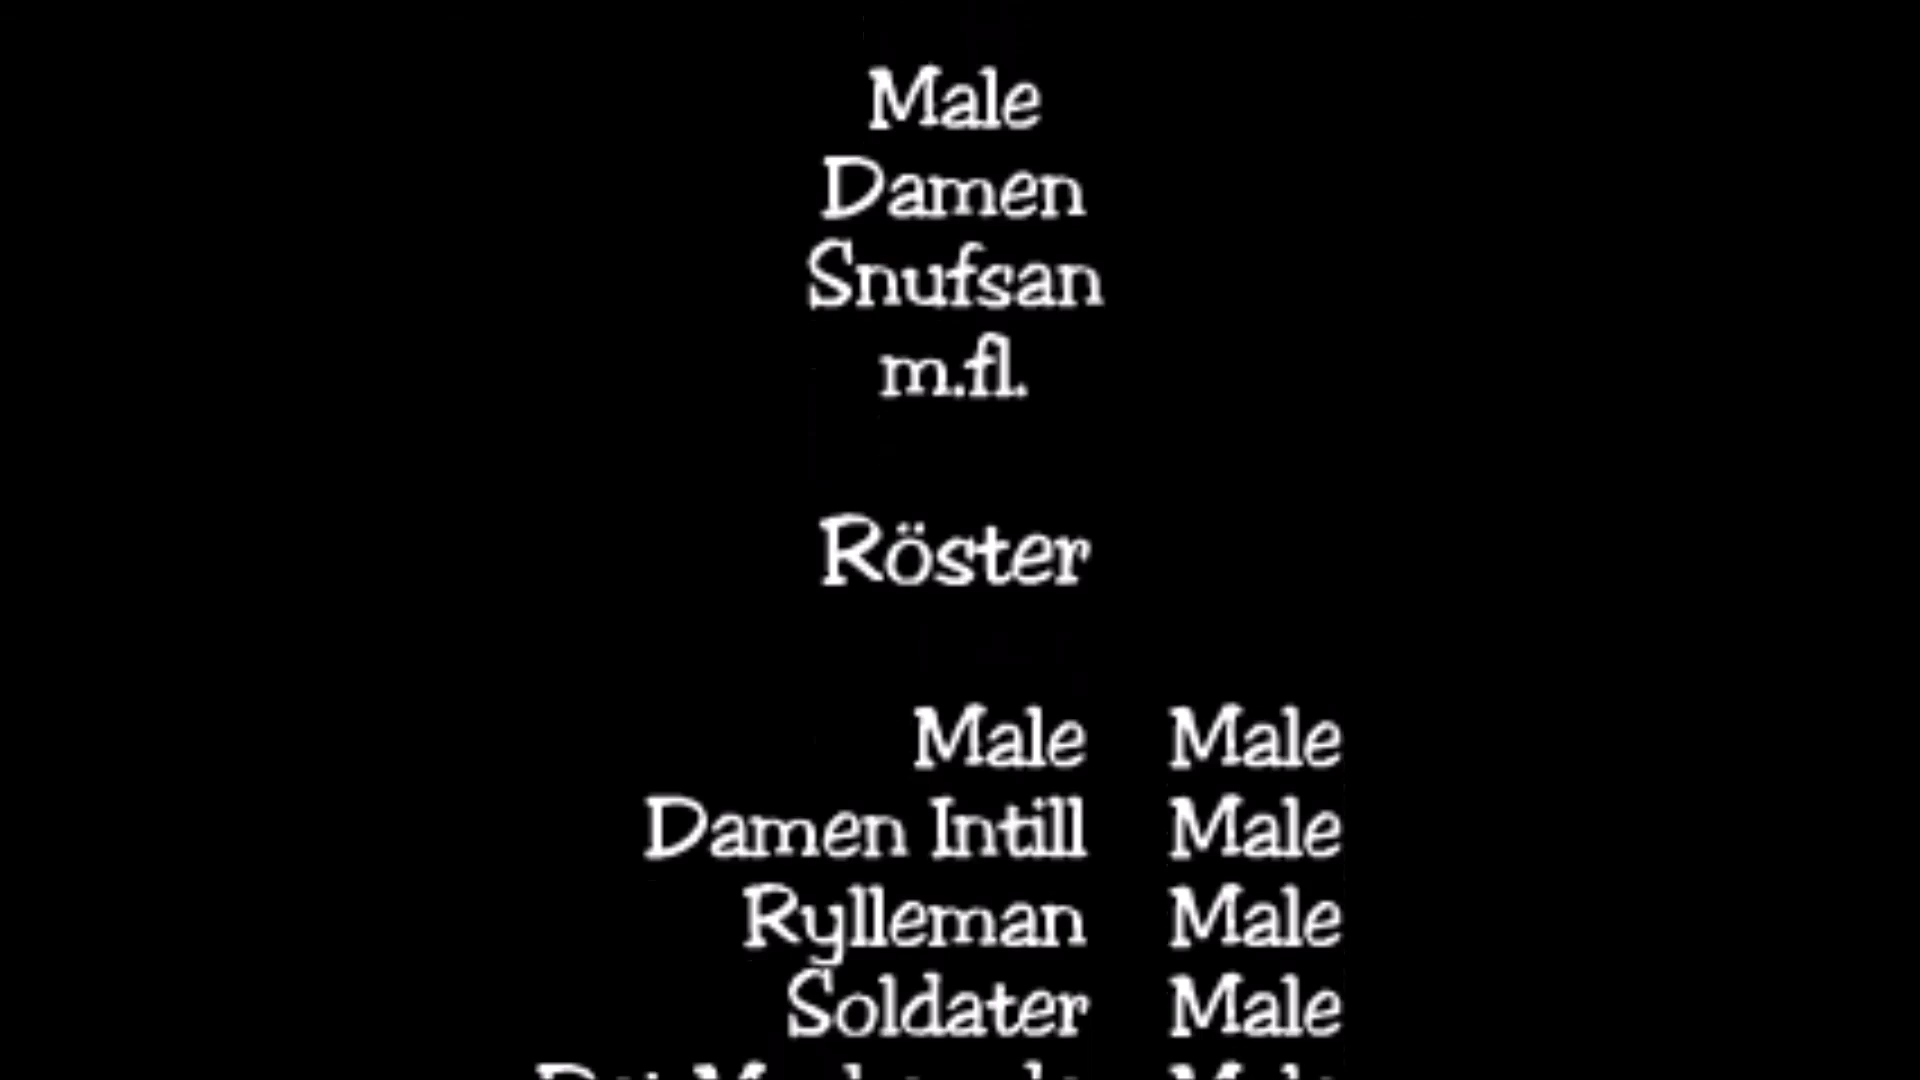 Male
Damen
Snufsan
m.fl.
Röster
Male Male
Damen Intill Male
Rylleman Male
Soldater Male